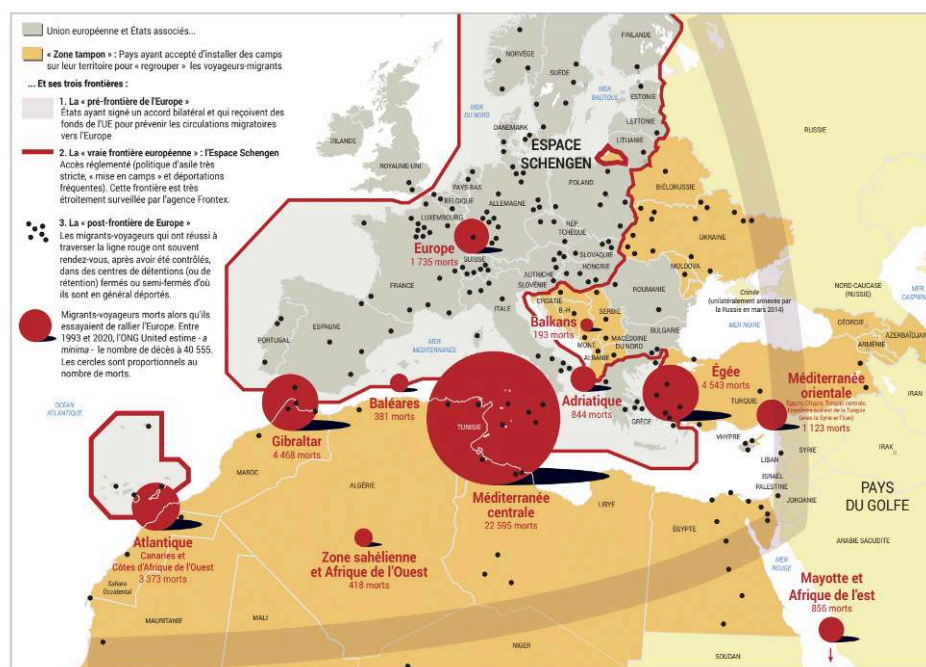 Union européenne et États associés...
« Zone tampon » : Pays ayant accepté d'installer des camps
sur leur territoire pour « regrouper » les voyageurs-migrants
... Et ses trois frontières :
1. La « pré-frontière de l'Europe »
États ayant signé un accord bilatéral et qui reçoivent des
fonds de l'UE pour prévenir les circulations migratoires
vers l'Europe
2. La « vraie frontière européenne » : l'Espace Schengen
Accès réglementé (politique d'asile très
stricte, « mise en camps » et déportations
fréquentes). Cette frontière est très
étroitement surveillée par l'agence Frontex.
3. La « post-frontière de Europe »
Les migrants-voyageurs qui ont réussi à
traverser la ligne rouge ont souvent
rendez-vous, après avoir été contrôlés,
dans des centres de détentions (ou de
rétention) fermés ou semi-fermés d'où
ils sont en général déportés.
Migrants-voyageurs morts alors qu'ils
essayaient de rallier l'Europe. Entre
1993 et 2020, l'ONG United estime - a
minima - le nombre de décès à 40 555.
Les cercles sont proportionnels au
nombre de morts.
FINLANDE
NORVÈGE
SUÈDE
MER
BALTIQUE
ESTONIE
LETTONIE
LITUANIE
RUSSIE
MER
DU NORD
DANEMARK
IRLANDE
ROYAUME-UNI
ESPACE
SCHENGEN
PAYS-BAS
BELGIQUE
ALLEMAGNE
POLAND
BIÉLORUSSIE
LUXEMBOURG
RÉP
TCHÈQUE
UKRAINE
Europe
1 735 morts
SLOVAQUIE
SUISSE
AUTRICHE
HONGRIE
SLOVÉNIE
MOLDOVA
FRANCE
ITALE
CROATIE
B.-H
SERBIE
ROUMANIE
Crimée
(unilatéralement annexée par
la Russie en mars 2014)
NORD-CAUCASE
(RUSSIE)
MER
CASPIEN
Balkans
193 morts
MONT
MACÉDOINE
DU NORD
ALBANIE
BULGARIE
MER NOIRE
GÉORGIE
AZERBAÏDJAN
ARMÉNIE
PORTUGAL
ESPAGNE
MER
MÉDITERRANÉE
OCÉAN
ATLANTIQUE
Gibraltar
4 468 morts
Baléares
381 morts
TUNISIE
Adriatique
844 morts
GRÈCE
Égée
4 543 morts
TURQUIE
Méditerranée
orientale
1 123 morts
VHYPRE
SYRIE
LIBAN
ISRAËL
PALESTINE
JORDANIE
IRAK
IRAN
MAROC
ALGÉRIE
Méditerranée
centrale
22 595 morts
LIBYE
ÉGYPTE
PAYS
DU GOLFE
ARABIE SAOUDITE
Atlantique
Canaries et
Côtes d'Afrique de l'Ouest
3 373 morts
Sahara
Occidental
Zone sahélienne
et Afrique de l'Ouest
418 morts
MER
ROUGE
Mayotte et
Afrique de l'est
856 morts
MAURITANIE
MALI
NIGER
SOUDAN